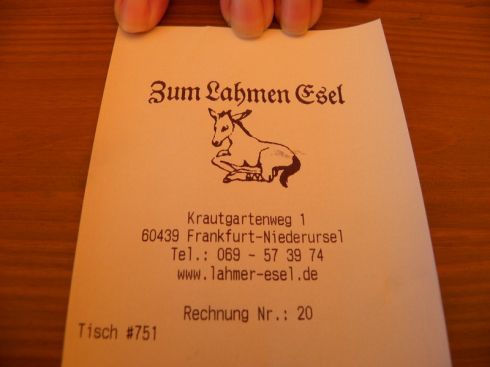 Zum Lahmen Esel
Krautgartenweg 1
60439 Frankfurt-Niederursel
Tel.: 069 - 57 39 74
www.lahmer-esel.de
Rechnung Nr.: 20
Tisch #751